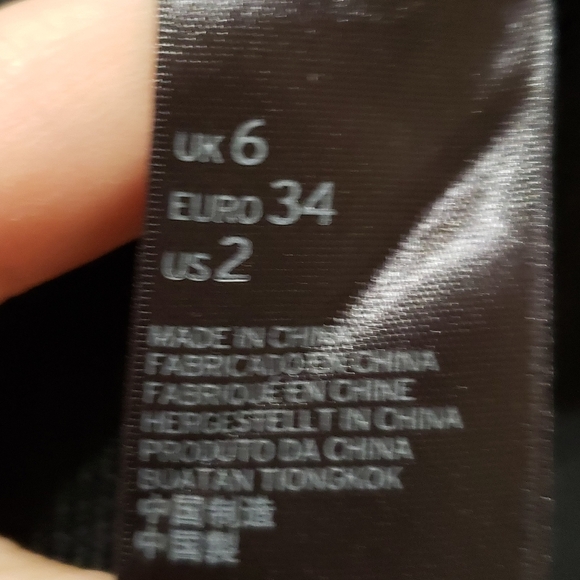 UK 6
EURO 34
US 2
MADE IN CHINA
FABRICADO EN CHINA
FABRIQUÉ EN CHINE
HERGESTELLT IN CHINA
PRODUTO DA CHINA
BUATAN TIONGKOK
中国制造
中国製